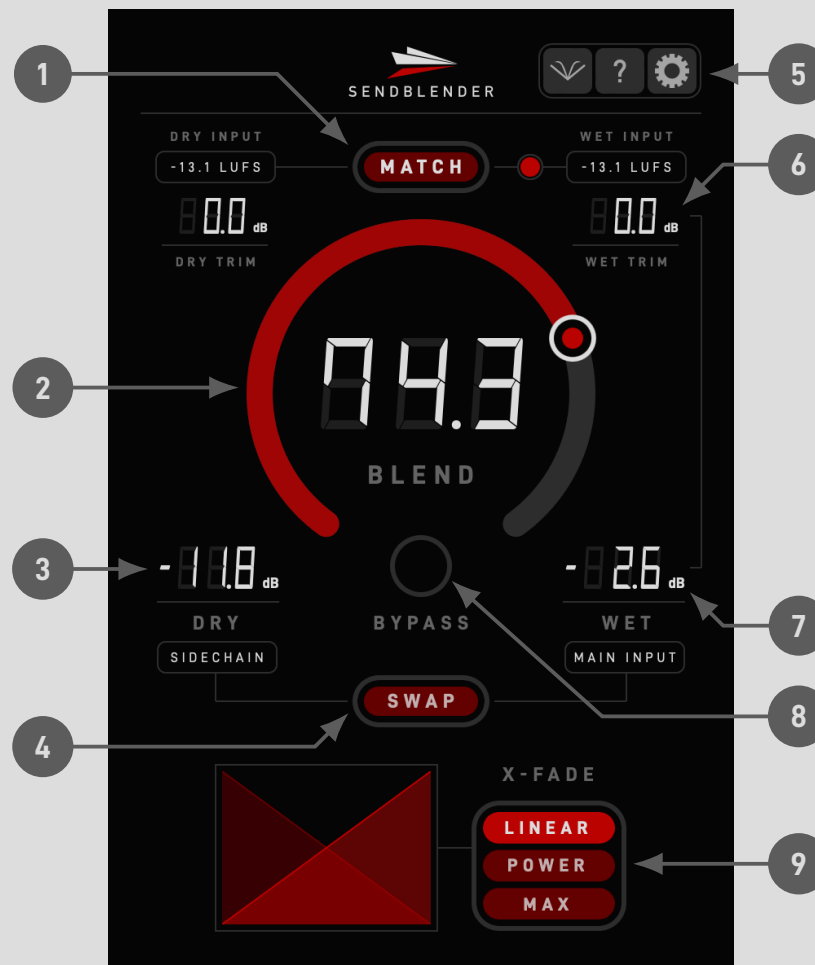 1
5
?
SENDBLENDER
DRY INPUT
WET INPUT
-13.1 LUFS
MATCH
-13.1 LUFS
6
0.0 dB
0.0 dB
DRY TRIM
WET TRIM
2
74.3
BLEND
3
-11.8 dB
-2.6 dB
DRY
BYPASS
WET
7
SIDECHAIN
MAIN INPUT
SWAP
8
4
X-FADE
LINEAR
POWER
9
MAX